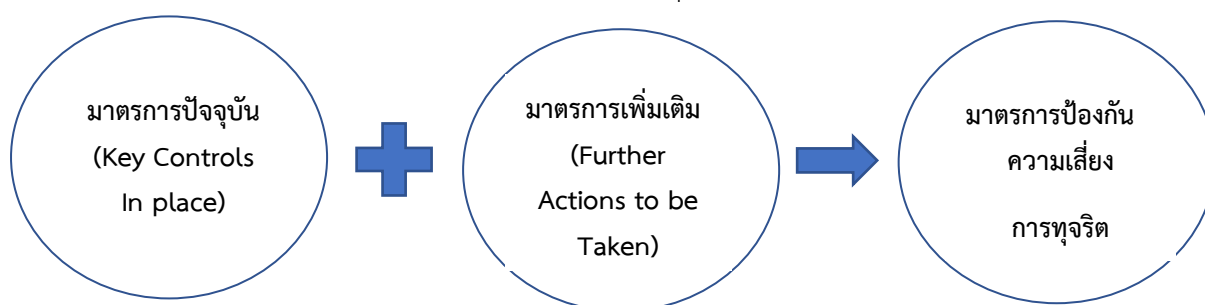 มาตรการปัจจุบัน
(Key Controls
In place)
มาตรการเพิ่มเติม
(Further
Actions to be
Taken)
มาตรการป้องกัน
ความเสี่ยง
การทุจริต